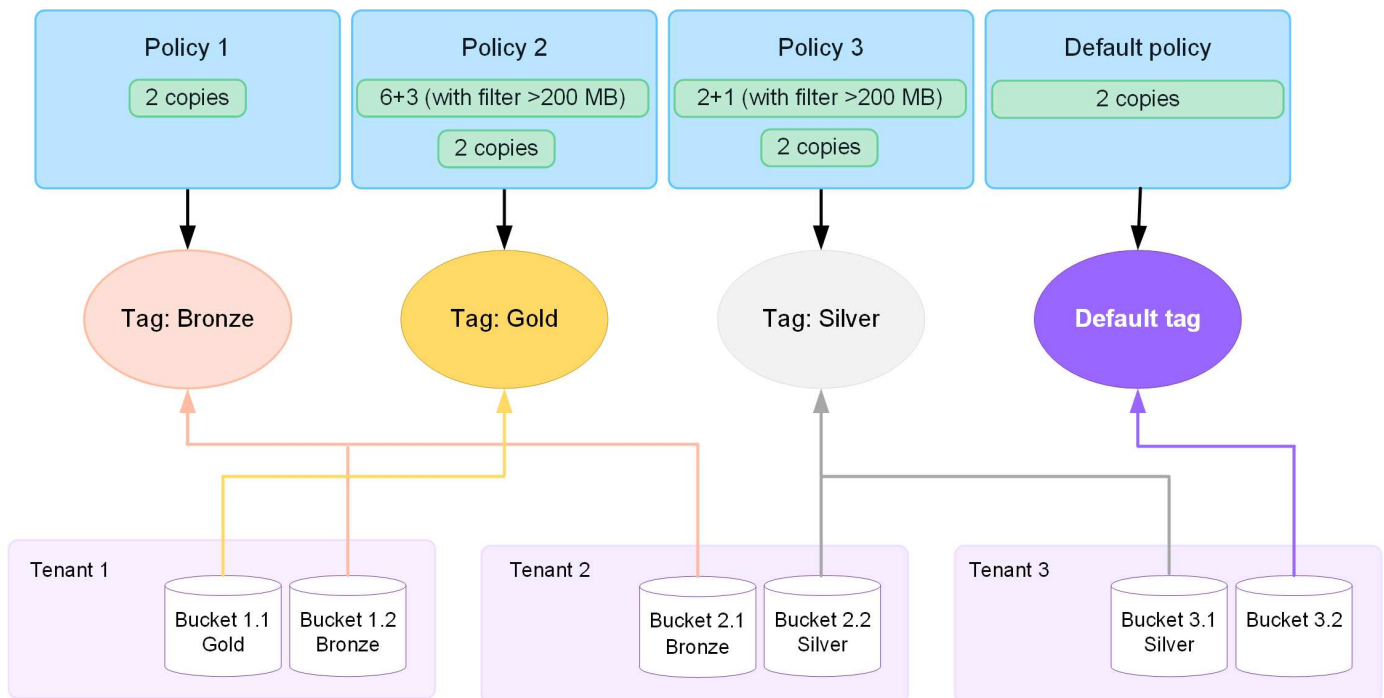 Policy 1
2 copies
Policy 2
6+3 (with filter >200 MB)
2 copies
Policy 3
2+1 (with filter >200 MB)
2 copies
Default policy
2 copies
Tag: Bronze
Tag: Gold
Tag: Silver
Default tag
Tenant 1
Bucket 1.1
Gold
Bucket 1.2
Bronze
Tenant 2
Bucket 2.1
Bronze
Bucket 2.2
Silver
Tenant 3
Bucket 3.1
Silver
Bucket 3.2